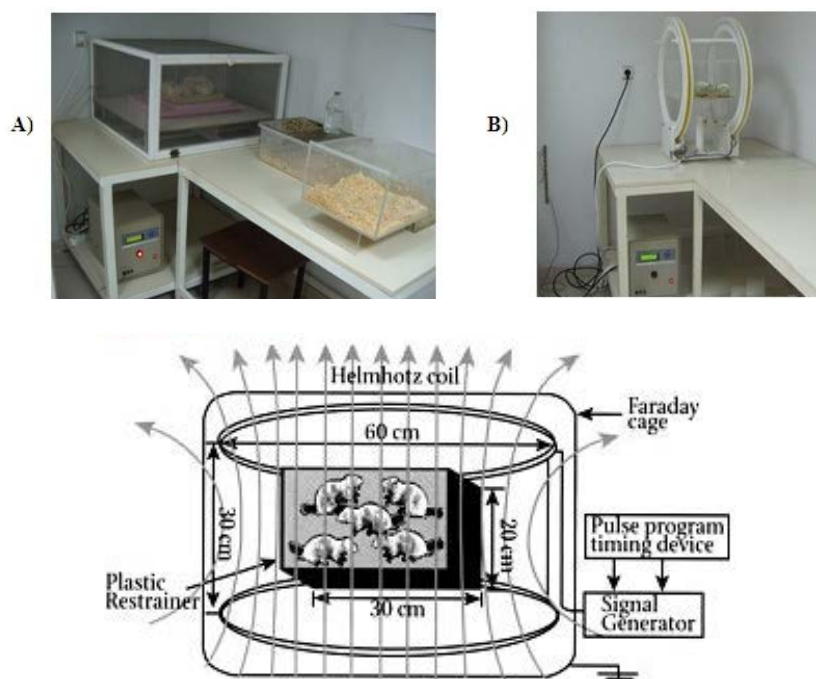 A)
B)
Helmhotz coil
Faraday
cage
60 cm
30 cm
20 cm
Pulse program
timing device
Plastic
Restrainer
30 cm
Signal
Generator